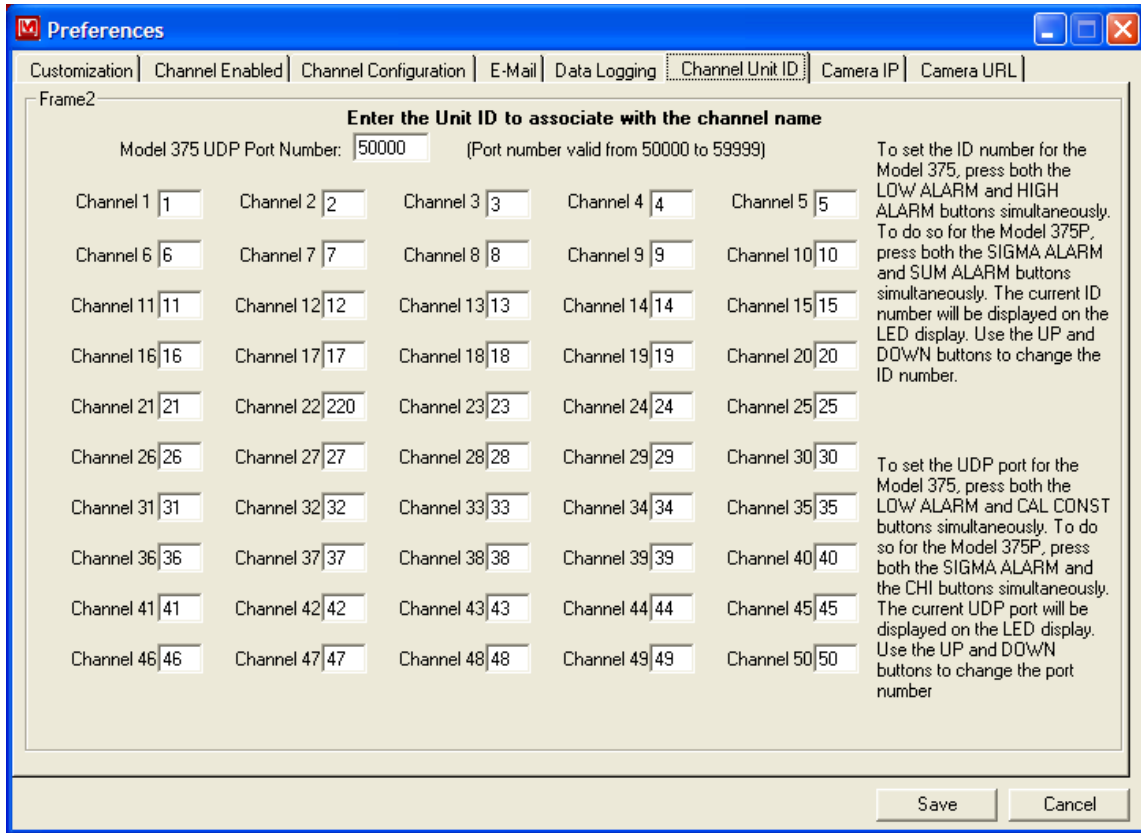 Preferences
Customization Channel Enabled Channel Configuration E-Mail Data Logging Channel Unit ID Camera IP Camera URL
Frame2
Enter the Unit ID to associate with the channel name
Model 375 UDP Port Number: 50000 (Port number valid from 50000 to 59999)
Channel 1 1 Channel 2 2 Channel 3 3 Channel 4 4 Channel 5 5
Channel 6 6 Channel 7 7 Channel 8 8 Channel 9 9 Channel 10 10
Channel 11 11 Channel 12 12 Channel 13 13 Channel 14 14 Channel 15 15
Channel 16 16 Channel 17 17 Channel 18 18 Channel 19 19 Channel 20 20
Channel 21 21 Channel 22 220 Channel 23 23 Channel 24 24 Channel 25 25
Channel 26 26 Channel 27 27 Channel 28 28 Channel 29 29 Channel 30 30
Channel 31 31 Channel 32 32 Channel 33 33 Channel 34 34 Channel 35 35
Channel 36 36 Channel 37 37 Channel 38 38 Channel 39 39 Channel 40 40
Channel 41 41 Channel 42 42 Channel 43 43 Channel 44 44 Channel 45 45
Channel 46 46 Channel 47 47 Channel 48 48 Channel 49 49 Channel 50 50
To set the ID number for the
Model 375, press both the
LOW ALARM and HIGH
ALARM buttons simultaneously.
To do so for the Model 375P,
press both the SIGMA ALARM
and SUM ALARM buttons
simultaneously. The current ID
number will be displayed on the
LED display. Use the UP and
DOWN buttons to change the
ID number.
To set the UDP port for the
Model 375, press both the
LOW ALARM and CAL CONST
buttons simultaneously. To do
so for the Model 375P, press
both the SIGMA ALARM and
the CHI buttons simultaneously.
The current UDP port will be
displayed on the LED display.
Use the UP and DOWN
buttons to change the port
number
Save Cancel